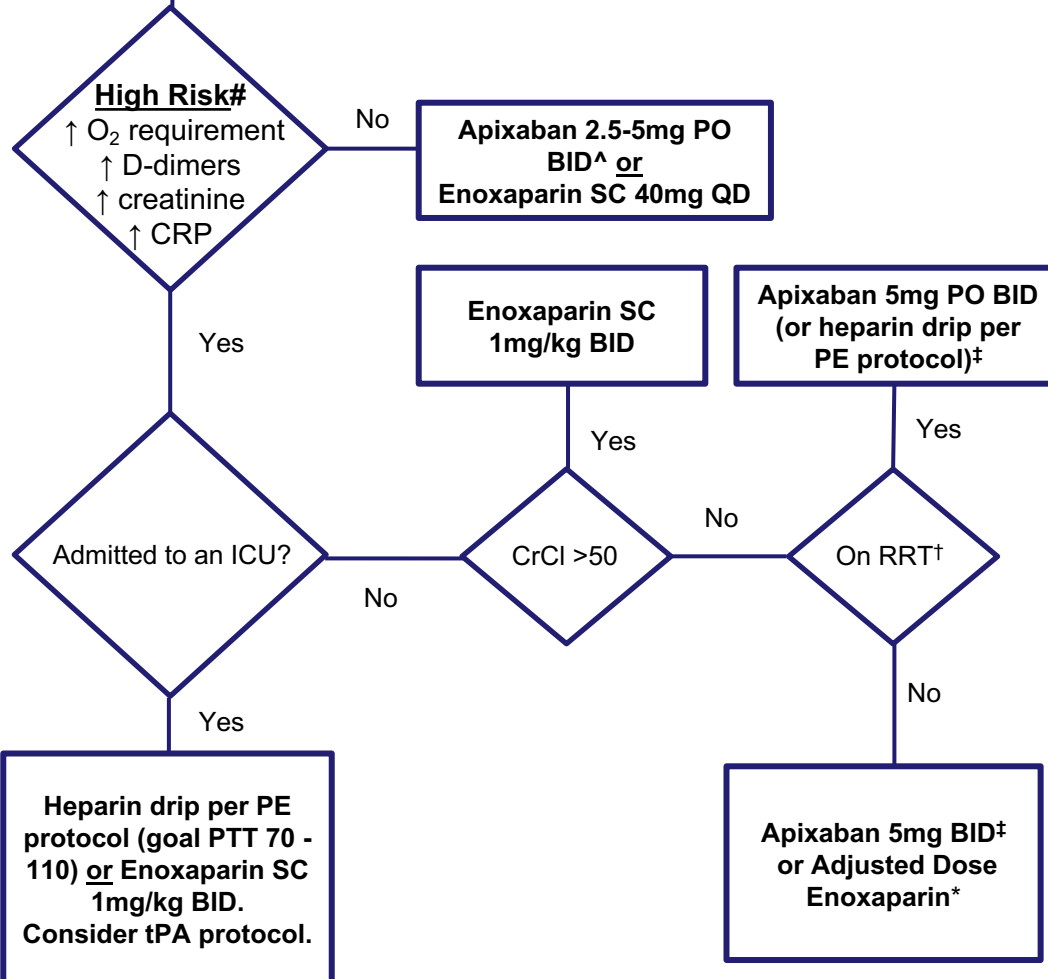 High Risk#
↑ O₂ requirement
↑ D-dimers
↑ creatinine
↑ CRP
No
Apixaban 2.5-5mg PO
BID^ or
Enoxaparin SC 40mg QD
Yes
Enoxaparin SC
1mg/kg BID
Apixaban 5mg PO BID
(or heparin drip per
PE protocol)‡
Yes
Yes
Admitted to an ICU?
No
CrCl >50
No
On RRT†
Yes
No
Heparin drip per PE
protocol (goal PTT 70 -
110) or Enoxaparin SC
1mg/kg BID.
Consider tPA protocol.
Apixaban 5mg BID‡
or Adjusted Dose
Enoxaparin*